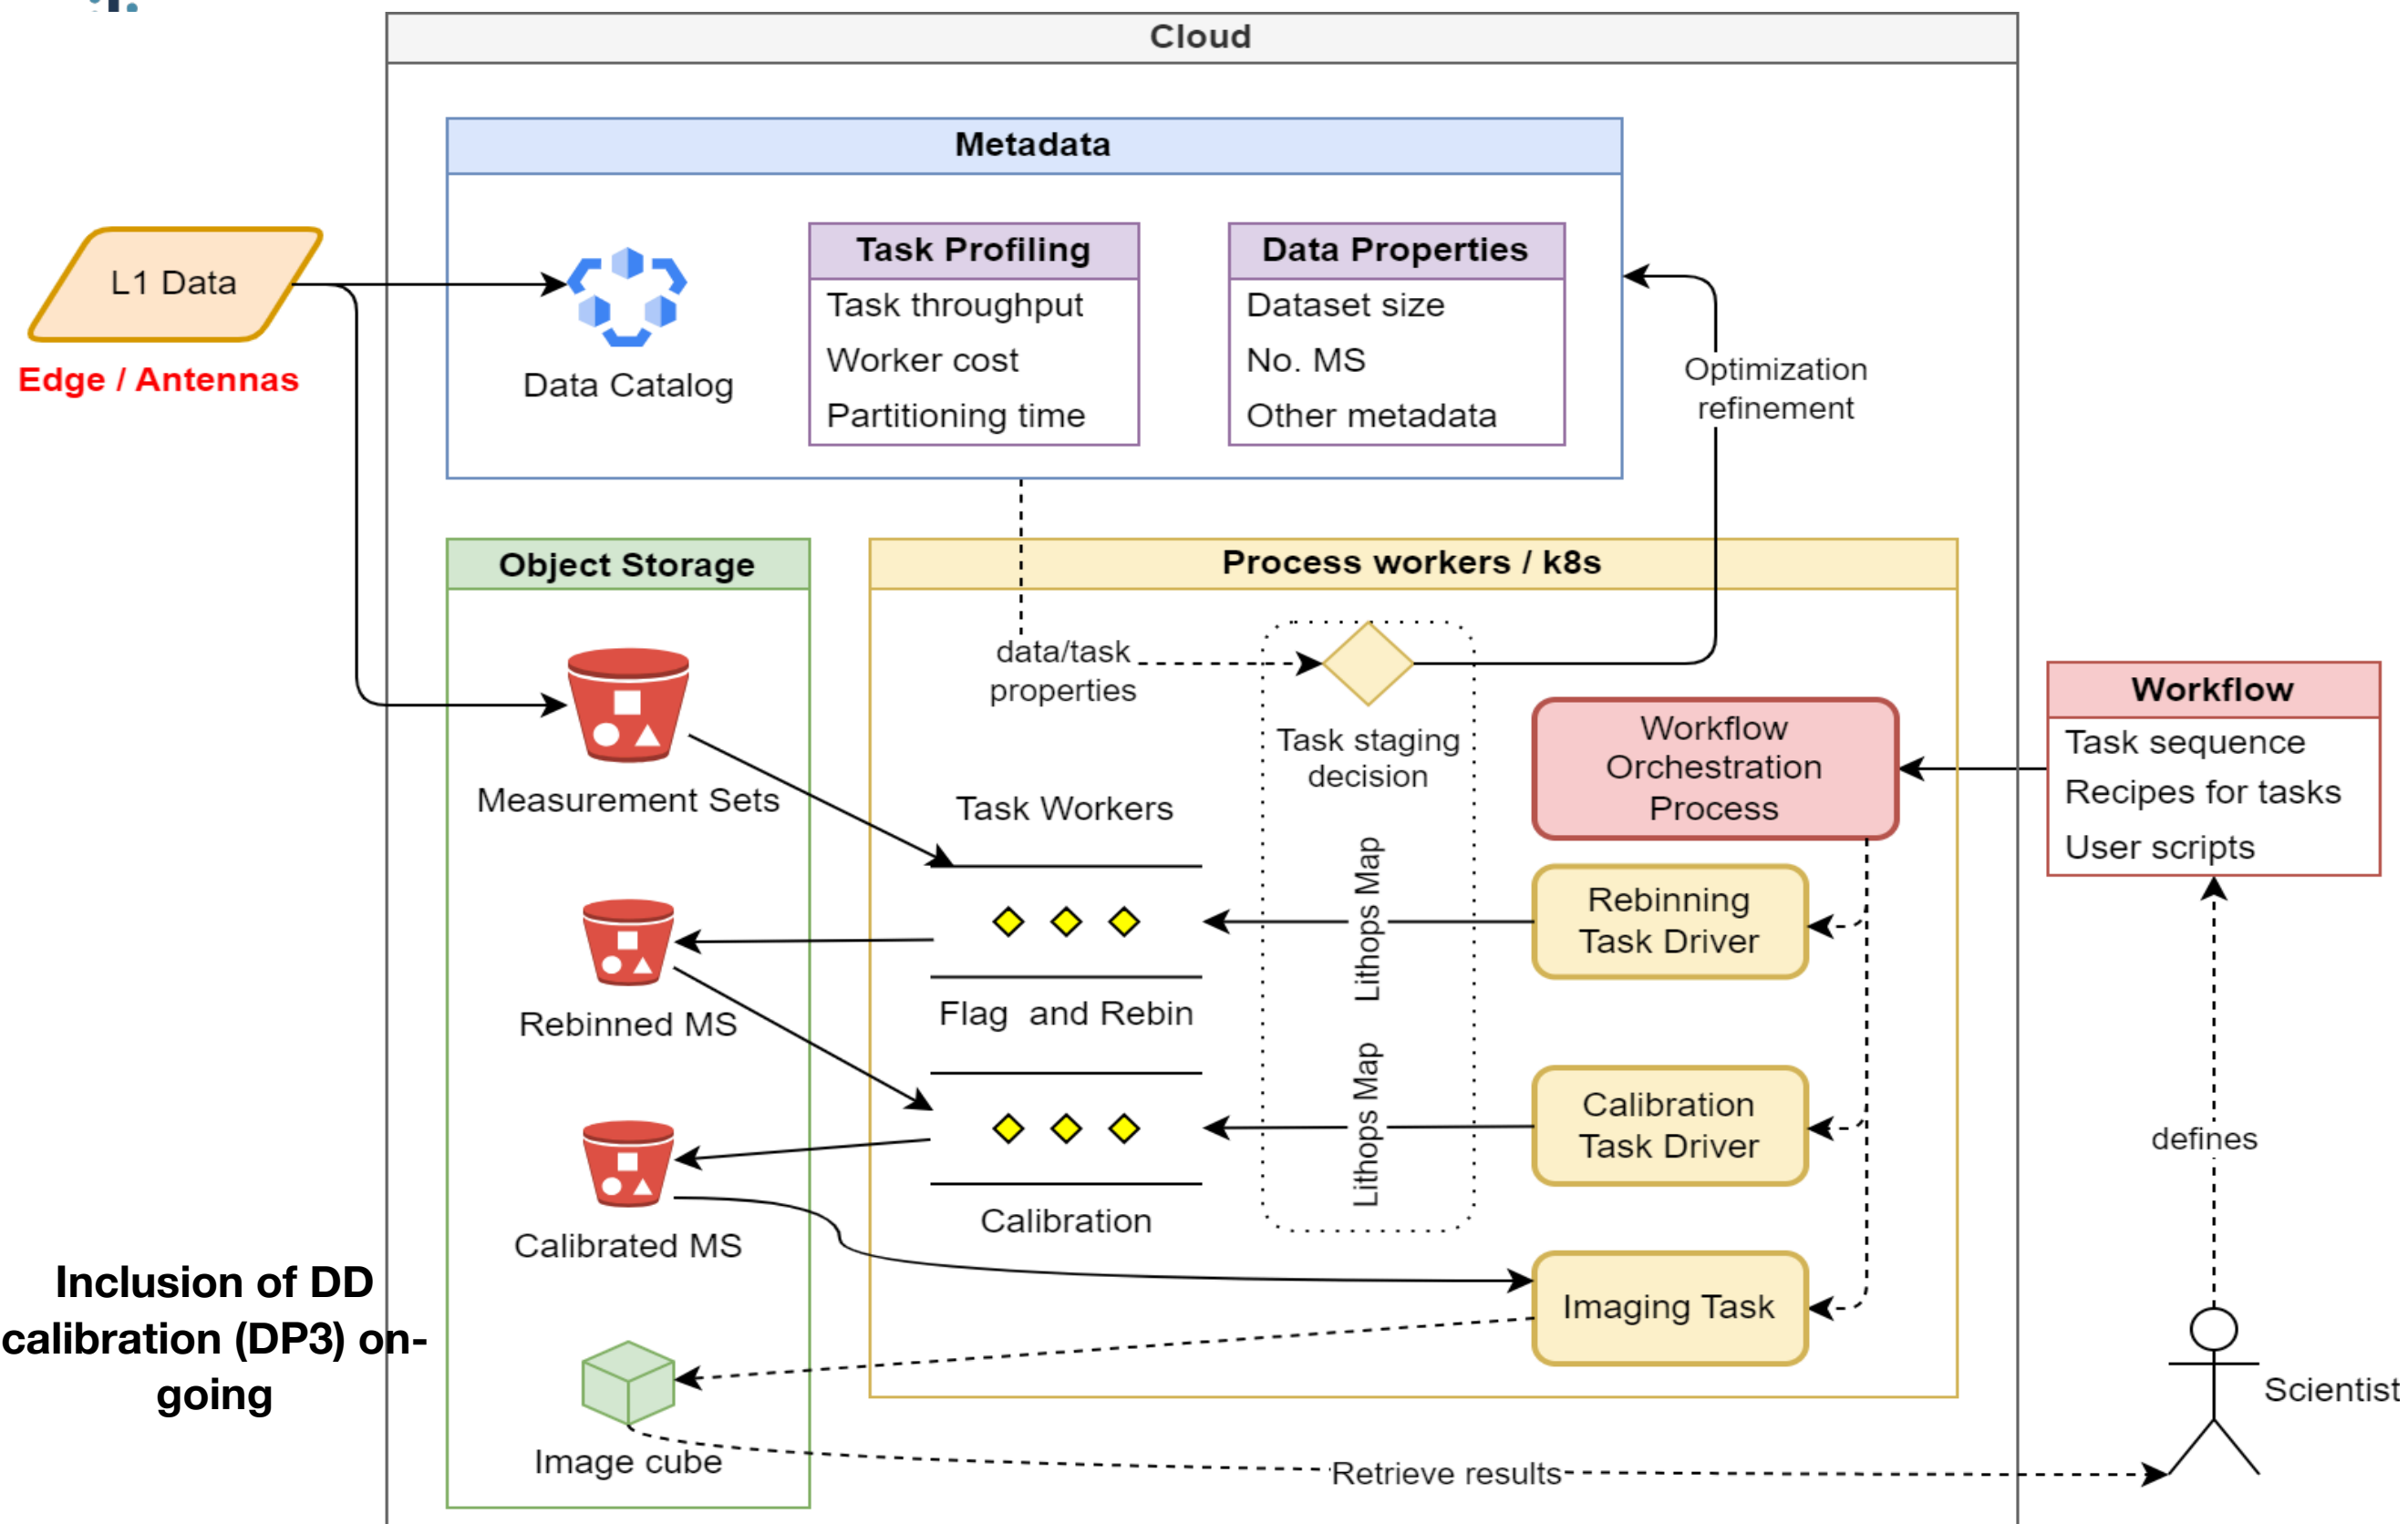 Cloud
Metadata
L1 Data
Edge / Antennas
Data Catalog
Task Profiling
Task throughput
Worker cost
Partitioning time
Data Properties
Dataset size
No. MS
Other metadata
Optimization
refinement
Object Storage
Measurement Sets
Rebinned MS
Calibrated MS
Image cube
Process workers / k8s
data/task
properties
Task staging
decision
Task Workers
Lithops Map
Flag  and Rebin
Lithops Map
Calibration
Workflow
Orchestration
Process
Rebinning
Task Driver
Calibration
Task Driver
Imaging Task
Workflow
Task sequence
Recipes for tasks
User scripts
defines
Scientist
Retrieve results
Inclusion of DD
calibration (DP3) on-
going